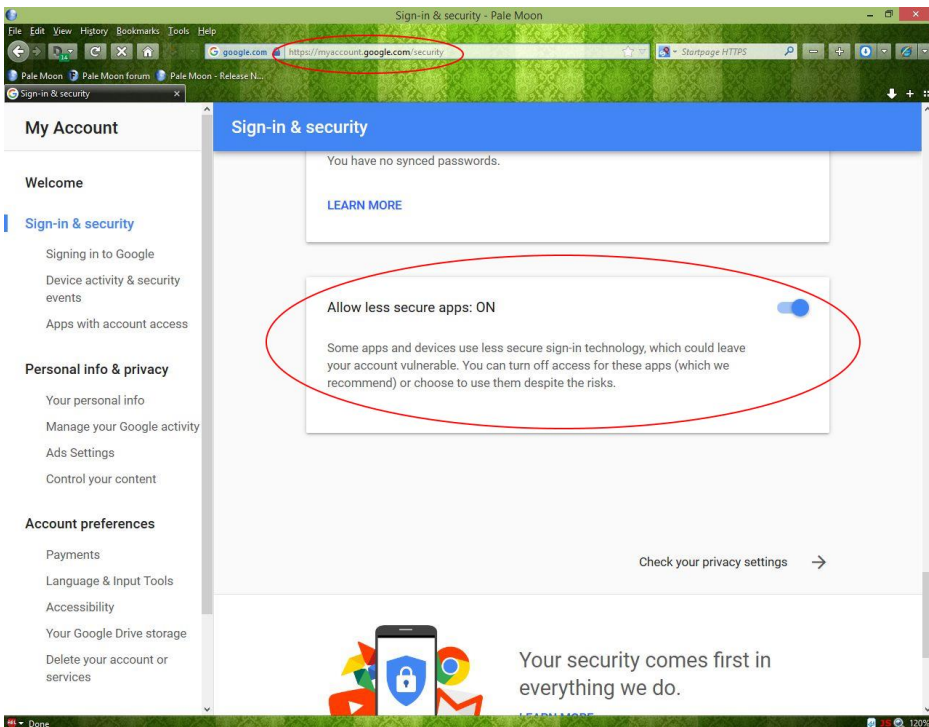 Sign-in & security - Pale Moon
File Edit View History Bookmarks Tools Help
google.com https://myaccount.google.com/security
Startpage HTTPS
Pale Moon Pale Moon forum Pale Moon - Release N...
Sign-in & security
My Account
Sign-in & security
Welcome
Sign-in & security
Signing in to Google
Device activity & security
events
Apps with account access
Personal info & privacy
Your personal info
Manage your Google activity
Ads Settings
Control your content
Account preferences
Payments
Language & Input Tools
Accessibility
Your Google Drive storage
Delete your account or
services
You have no synced passwords.
LEARN MORE
Allow less secure apps: ON
Some apps and devices use less secure sign-in technology, which could leave
your account vulnerable. You can turn off access for these apps (which we
recommend) or choose to use them despite the risks.
Check your privacy settings
Your security comes first in
everything we do.
LEARN MORE
Done
120%